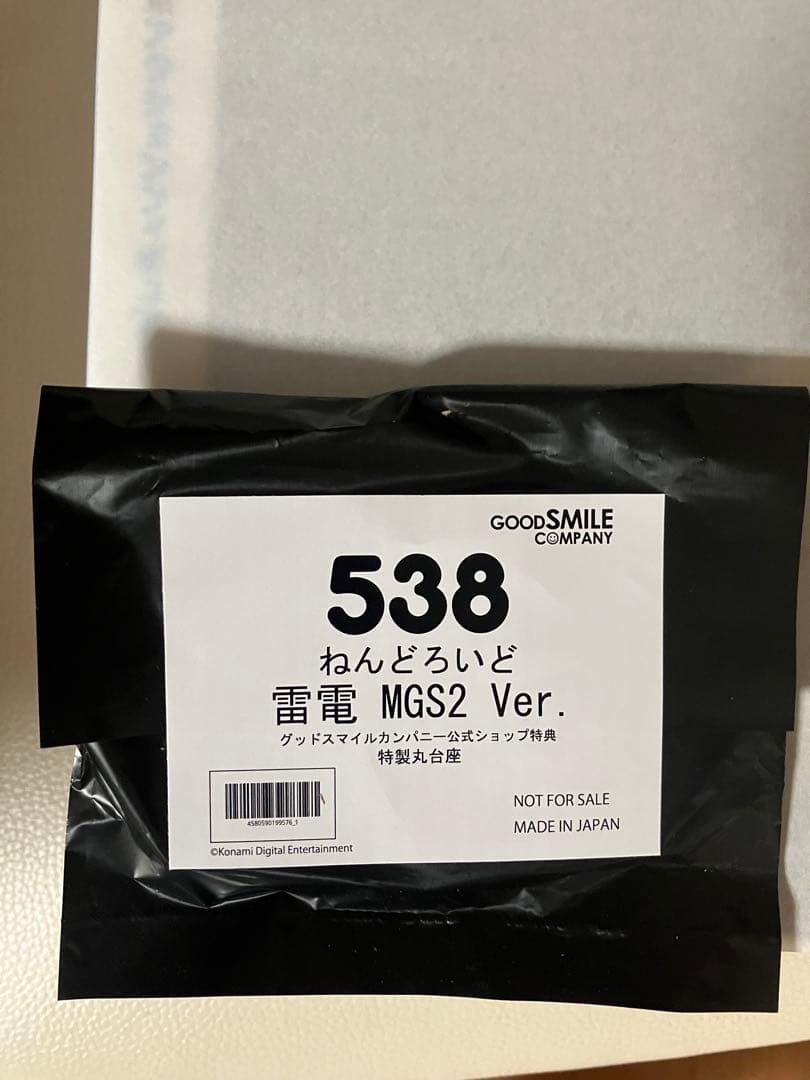 GOODSMILE
COMPANY
538
ねんどろいど
雷電 MGS2 Ver.
グッドスマイルカンパニー公式ショップ特典
特製丸台座
4580590199576_1
NOT FOR SALE
MADE IN JAPAN
©Konami Digital Entertainment